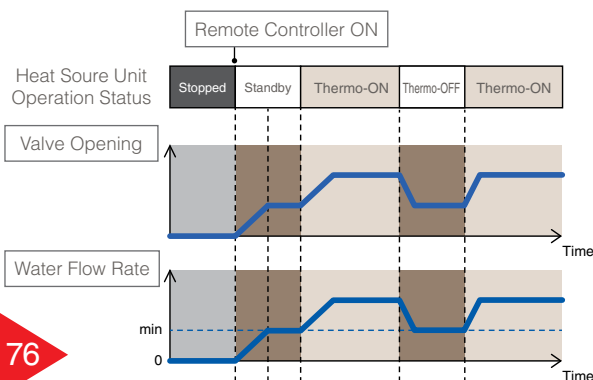 Remote Controller ON
Heat Soure Unit
Operation Status
Stopped
Standby
Thermo-ON
Thermo-OFF
Thermo-ON
Valve Opening
Time
Water Flow Rate
min
0
Time
76